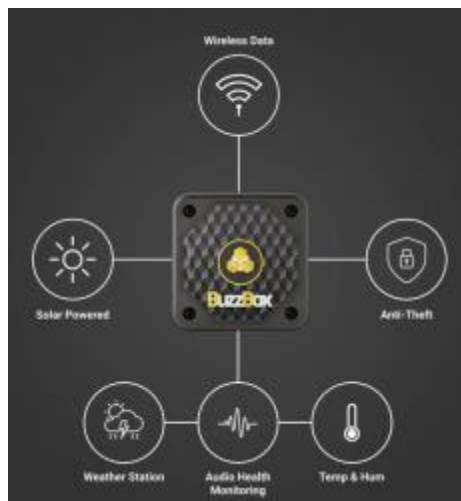 Wireless Data
BuzzBox
Solar Powered
Anti-Theft
Weather Station
Audio Health
Monitoring
Temp & Hum